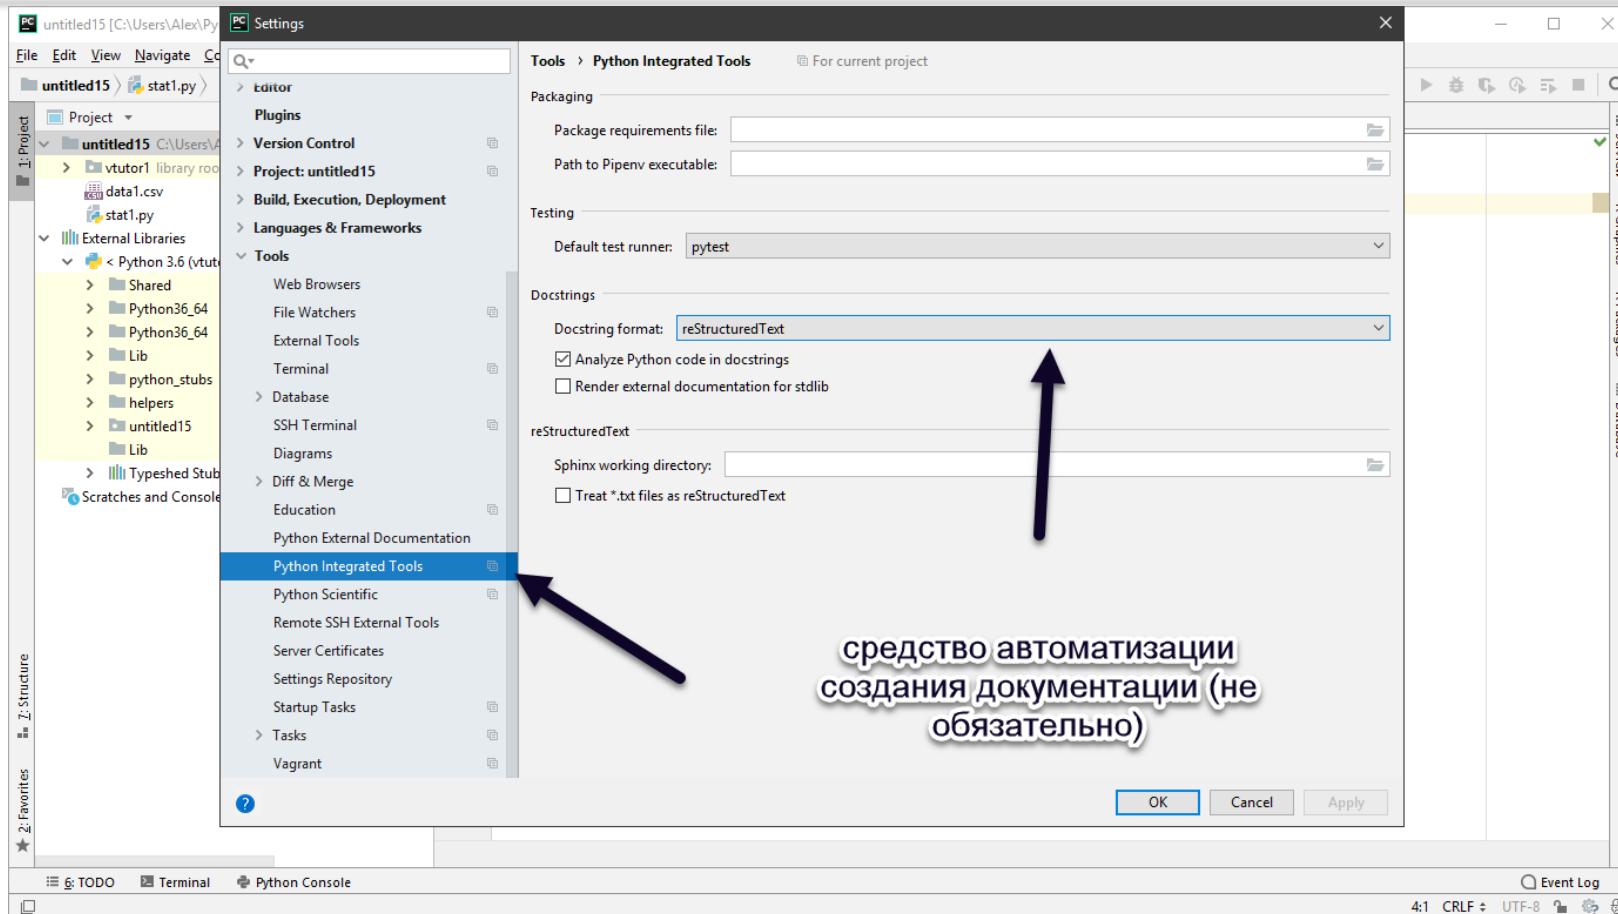 untitled15 [C:\Users\Alex\Py
Settings
File Edit View Navigate Co
untitled15 stat1.py
1: Project
Project
untitled15 C:\Users\A
vtutor1 library roo
data1.csv
stat1.py
External Libraries
< Python 3.6 (vtut
Shared
Python36_64
Python36_64
Lib
python_stubs
helpers
untitled15
Lib
Typeshed Stub
Scratches and Console
7: Structure
2: Favorites
Editor
Plugins
Version Control
Project: untitled15
Build, Execution, Deployment
Languages & Frameworks
Tools
Web Browsers
File Watchers
External Tools
Terminal
Database
SSH Terminal
Diagrams
Diff & Merge
Education
Python External Documentation
Python Integrated Tools
Python Scientific
Remote SSH External Tools
Server Certificates
Settings Repository
Startup Tasks
Tasks
Vagrant
Tools › Python Integrated Tools For current project
Packaging
Package requirements file:
Path to Pipenv executable:
Testing
Default test runner: pytest
Docstrings
Docstring format: reStructuredText
Analyze Python code in docstrings
Render external documentation for stdlib
reStructuredText
Sphinx working directory:
Treat *.txt files as reStructuredText
средство автоматизации
создания документации (не
обязательно)
? OK Cancel Apply
6: TODO Terminal Python Console Event Log
4:1 CRLF UTF-8